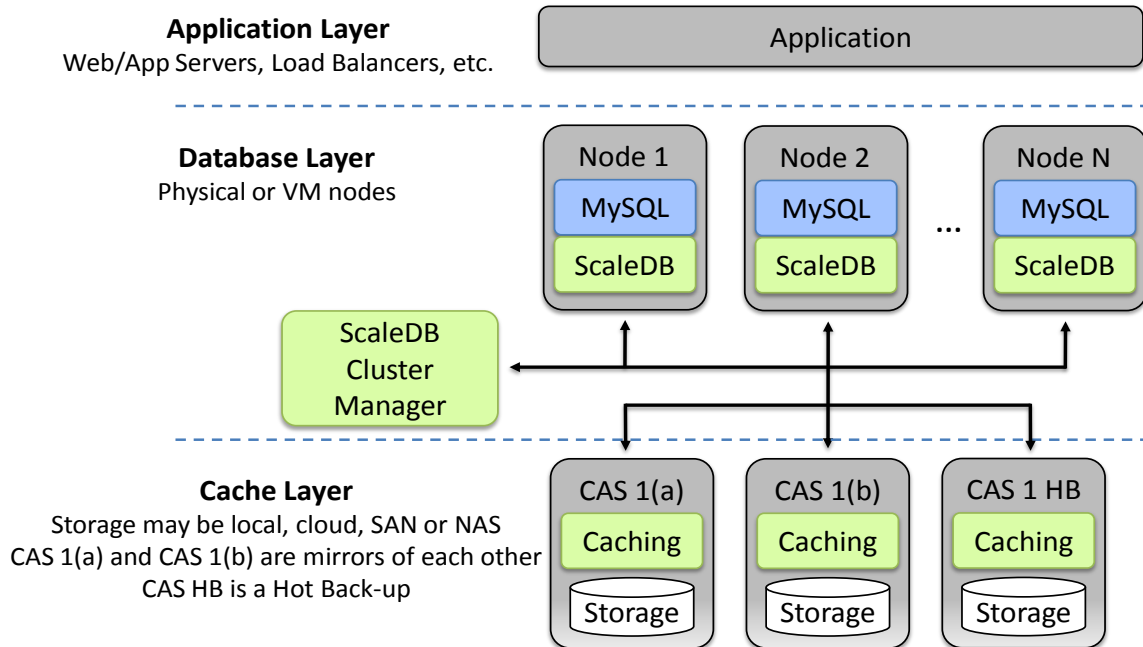 Application Layer
Web/App Servers, Load Balancers, etc.
Application
Database Layer
Physical or VM nodes
Node 1
MySQL
ScaleDB
Node 2
MySQL
ScaleDB
...
Node N
MySQL
ScaleDB
ScaleDB
Cluster
Manager
Cache Layer
Storage may be local, cloud, SAN or NAS
CAS 1(a) and CAS 1(b) are mirrors of each other
CAS HB is a Hot Back-up
CAS 1(a)
Caching
Storage
CAS 1(b)
Caching
Storage
CAS 1 HB
Caching
Storage